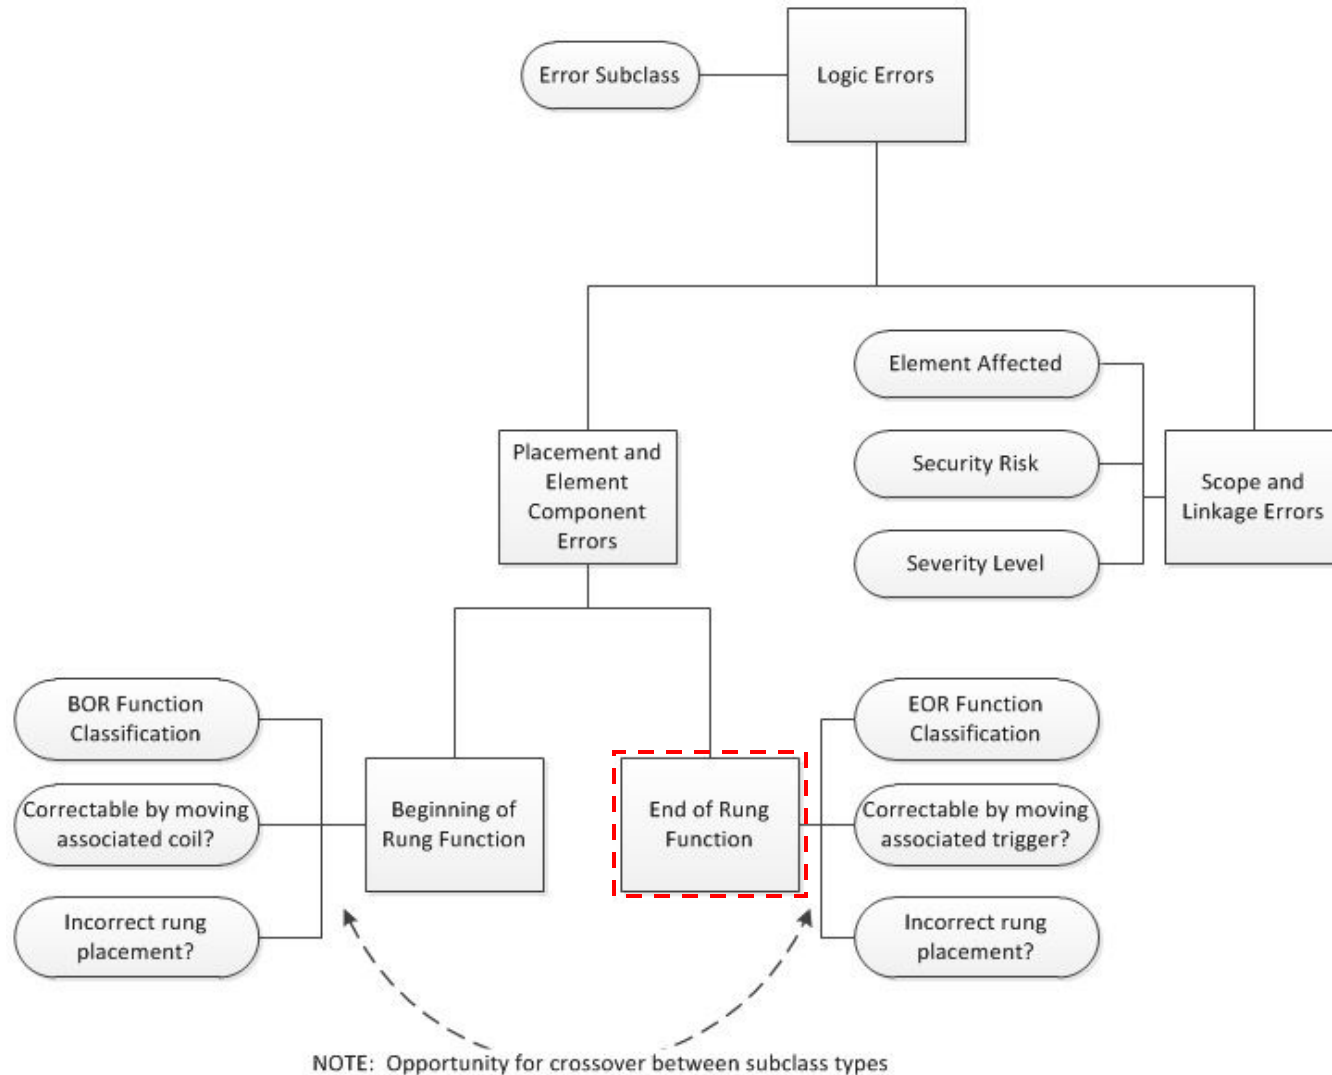 Error Subclass
Logic Errors
Element Affected
Security Risk
Severity Level
Scope and
Linkage Errors
Placement and
Element
Component
Errors
BOR Function
Classification
Correctable by moving
associated coil?
Incorrect rung
placement?
Beginning of
Rung Function
End of Rung
Function
EOR Function
Classification
Correctable by moving
associated trigger?
Incorrect rung
placement?
NOTE: Opportunity for crossover between subclass types